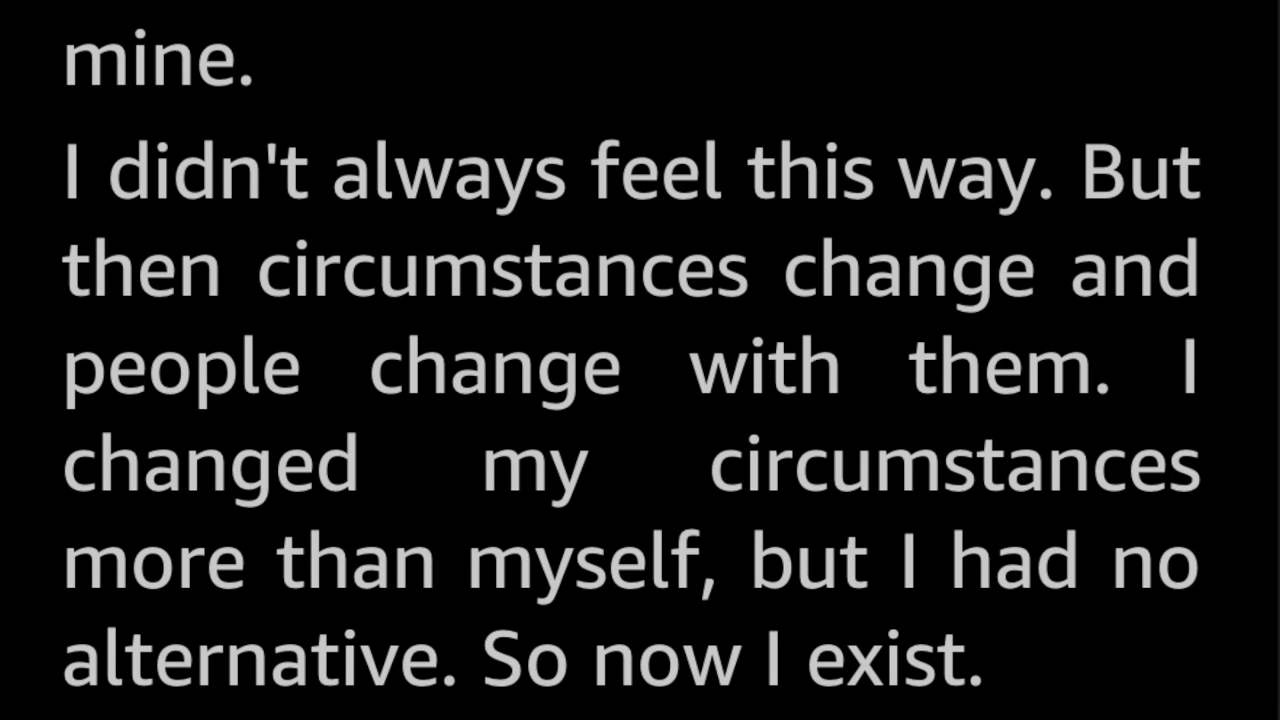 mine.
I didn't always feel this way. But
then circumstances change and
people change with them. I
changed my circumstances
more than myself, but I had no
alternative. So now I exist.